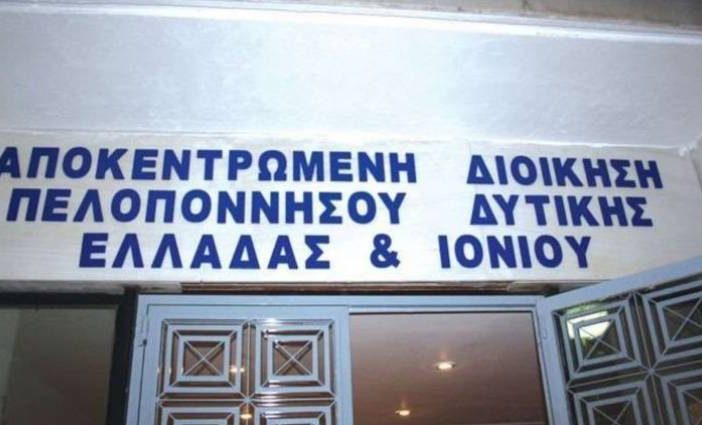 ΑΠΟΚΕΝΤΡΩΜΕΝΗ ΔΙΟΙΚΗΣΗ
ΠΕΛΟΠΟΝΝΗΣΟΥ ΔΥΤΙΚΗΣ
ΕΛΛΑΔΑΣ & ΙΟΝΙΟΥ